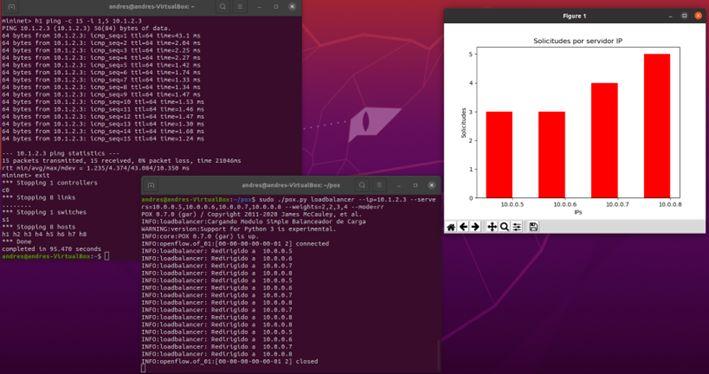 andres@andres-VirtualBox: ~
mininet> h1 ping -c 15 -i 1,5 10.1.2.3
PING 10.1.2.3 (10.1.2.3) 56(84) bytes of data.
64 bytes from 10.1.2.3: icmp_seq=1 ttl=64 time=43.1 ms
64 bytes from 10.1.2.3: icmp_seq=2 ttl=64 time=2.04 ms
64 bytes from 10.1.2.3: icmp_seq=3 ttl=64 time=2.25 ms
64 bytes from 10.1.2.3: icmp_seq=4 ttl=64 time=2.27 ms
64 bytes from 10.1.2.3: icmp_seq=5 ttl=64 time=1.42 ms
64 bytes from 10.1.2.3: icmp_seq=6 ttl=64 time=1.74 ms
64 bytes from 10.1.2.3: icmp_seq=7 ttl=64 time=1.33 ms
64 bytes from 10.1.2.3: icmp_seq=8 ttl=64 time=1.34 ms
64 bytes from 10.1.2.3: icmp_seq=9 ttl=64 time=1.47 ms
64 bytes from 10.1.2.3: icmp_seq=10 ttl=64 time=1.53 ms
64 bytes from 10.1.2.3: icmp_seq=11 ttl=64 time=1.46 ms
64 bytes from 10.1.2.3: icmp_seq=12 ttl=64 time=1.47 ms
64 bytes from 10.1.2.3: icmp_seq=13 ttl=64 time=1.30 ms
64 bytes from 10.1.2.3: icmp_seq=14 ttl=64 time=1.68 ms
64 bytes from 10.1.2.3: icmp_seq=15 ttl=64 time=1.24 ms
--- 10.1.2.3 ping statistics ---
15 packets transmitted, 15 received, 0% packet loss, time 21046ms
rtt min/avg/max/mdev = 1.235/4.374/43.084/10.350 ms
mininet> exit
*** Stopping 1 controllers
c0
*** Stopping 8 links
........
*** Stopping 1 switches
s1
*** Stopping 8 hosts
h1 h2 h3 h4 h5 h6 h7 h8
*** Done
completed in 95.470 seconds
andres@andres-VirtualBox:~$
andres@andres-VirtualBox: ~/pox
andres@andres-VirtualBox:~/pox$ sudo ./pox.py loadbalancer --ip=10.1.2.3 --serve
rs=10.0.0.5,10.0.0.6,10.0.0.7,10.0.0.8 --weights=2,2,3,4 --mode=rr
POX 0.7.0 (gar) / Copyright 2011-2020 James McCauley, et al.
INFO:loadbalancer:Cargando Modulo Simple Balanceador de Carga
WARNING:version:Support for Python 3 is experimental.
INFO:core:POX 0.7.0 (gar) is up.
INFO:openflow.of_01:[00-00-00-00-00-01 2] connected
INFO:loadbalancer: Redirigido a  10.0.0.5
INFO:loadbalancer: Redirigido a  10.0.0.6
INFO:loadbalancer: Redirigido a  10.0.0.7
INFO:loadbalancer: Redirigido a  10.0.0.8
INFO:loadbalancer: Redirigido a  10.0.0.5
INFO:loadbalancer: Redirigido a  10.0.0.6
INFO:loadbalancer: Redirigido a  10.0.0.7
INFO:loadbalancer: Redirigido a  10.0.0.8
INFO:loadbalancer: Redirigido a  10.0.0.7
INFO:loadbalancer: Redirigido a  10.0.0.8
INFO:loadbalancer: Redirigido a  10.0.0.8
INFO:loadbalancer: Redirigido a  10.0.0.5
INFO:loadbalancer: Redirigido a  10.0.0.6
INFO:loadbalancer: Redirigido a  10.0.0.7
INFO:loadbalancer: Redirigido a  10.0.0.8
INFO:openflow.of_01:[00-00-00-00-00-01 2] closed
Figure 1
Solicitudes por servidor IP
Solicitudes
5
4
3
2
1
0
10.0.0.5
10.0.0.6
10.0.0.7
10.0.0.8
IPs